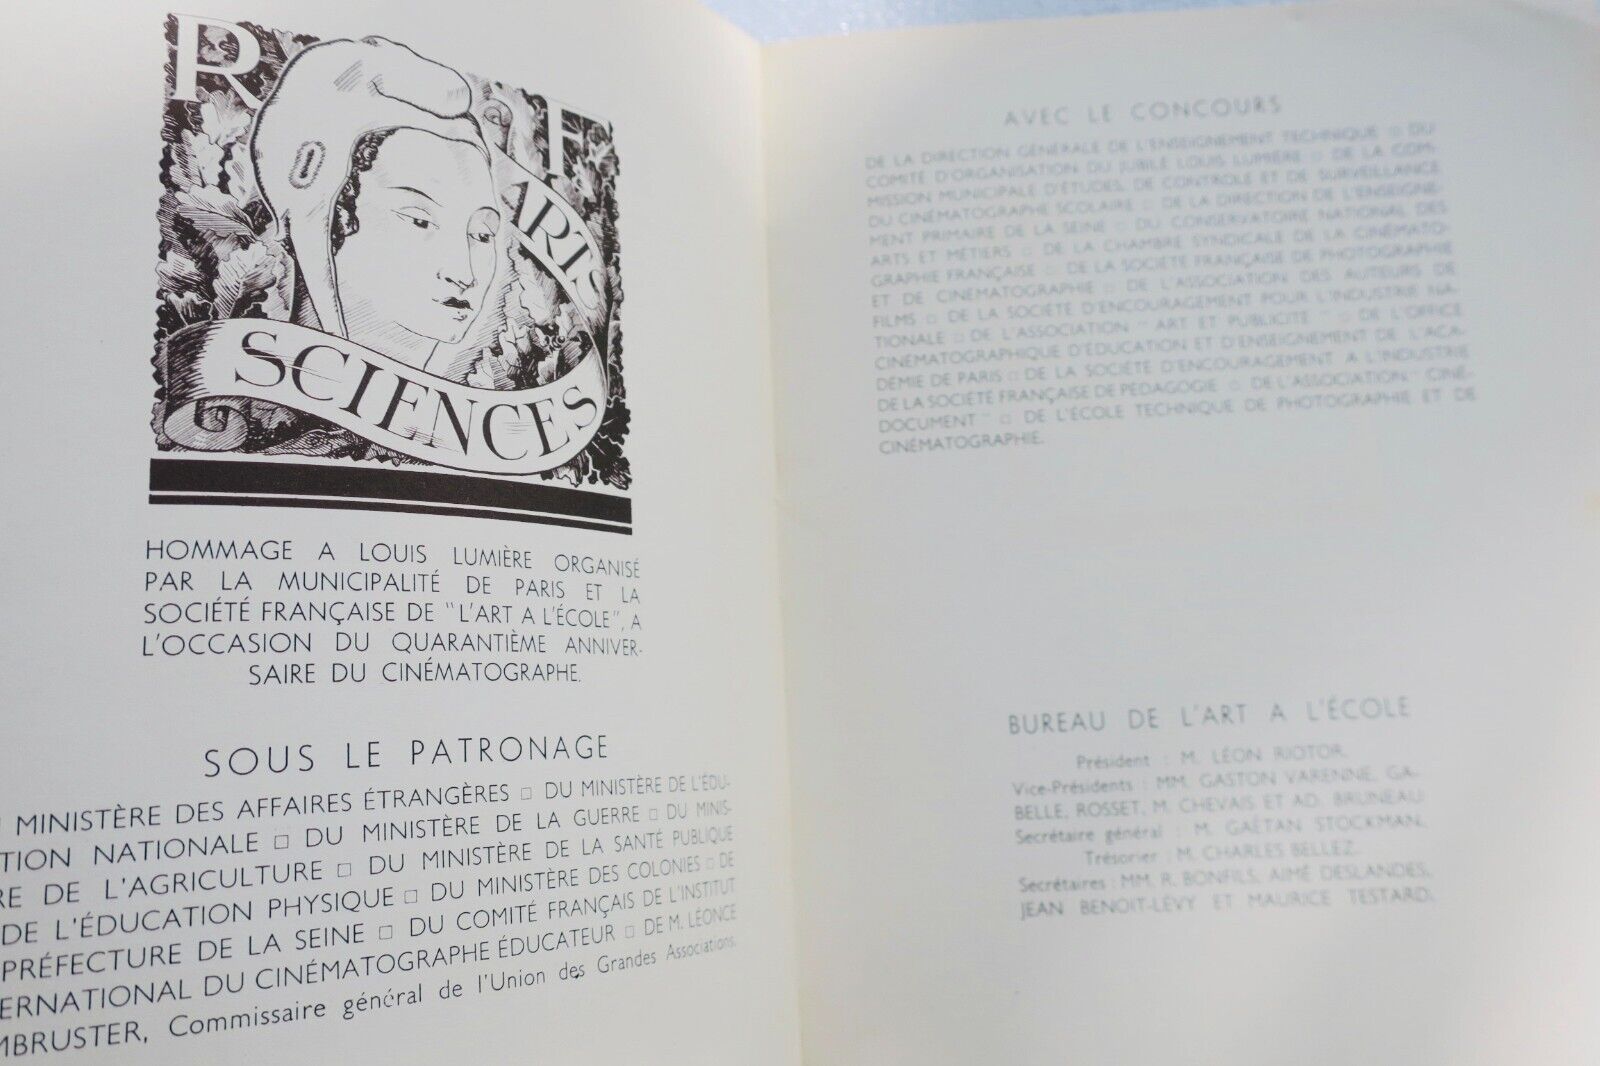 R F
ARTS
SCIENCES
HOMMAGE A LOUIS LUMIÈRE ORGANISÉ
PAR LA MUNICIPALITÉ DE PARIS ET LA
SOCIÉTÉ FRANÇAISE DE "L'ART A L'ÉCOLE", A
L'OCCASION DU QUARANTIÈME ANNIVER-
SAIRE DU CINÉMATOGRAPHE.
SOUS LE PATRONAGE
MINISTÈRE DES AFFAIRES ÉTRANGÈRES □ DU MINISTÈRE DE L'ÉDU-
TION NATIONALE □ DU MINISTÈRE DE LA GUERRE □ DU MINIS-
RE DE L'AGRICULTURE □ DU MINISTÈRE DE LA SANTÉ PUBLIQUE
DE L'ÉDUCATION PHYSIQUE □ DU MINISTÈRE DES COLONIES □ DE
PRÉFECTURE DE LA SEINE □ DU COMITÉ FRANÇAIS DE L'INSTITUT
ERNATIONAL DU CINÉMATOGRAPHE ÉDUCATEUR □ DE M. LÉONCE
MBRUSTER, Commissaire général de l'Union des Grandes Associations.
AVEC LE CONCOURS
DE LA DIRECTION GÉNÉRALE DE L'ENSEIGNEMENT TECHNIQUE □ DU
COMITÉ D'ORGANISATION DU JUBILÉ LOUIS LUMIÈRE □ DE LA COM-
MISSION MUNICIPALE D'ÉTUDES, DE CONTROLE ET DE SURVEILLANCE
DU CINÉMATOGRAPHE SCOLAIRE □ DE LA DIRECTION DE L'ENSEIGNE-
MENT PRIMAIRE DE LA SEINE □ DU CONSERVATOIRE NATIONAL DES
ARTS ET MÉTIERS □ DE LA CHAMBRE SYNDICALE DE LA CINÉMATO-
GRAPHIE FRANÇAISE □ DE LA SOCIÉTÉ FRANÇAISE DE PHOTOGRAPHIE
ET DE CINÉMATOGRAPHIE □ DE L'ASSOCIATION DES AUTEURS DE
FILMS □ DE LA SOCIÉTÉ D'ENCOURAGEMENT POUR L'INDUSTRIE NA-
TIONALE □ DE L'ASSOCIATION "ART ET PUBLICITÉ" □ DE L'OFFICE
CINÉMATOGRAPHIQUE D'ÉDUCATION ET D'ENSEIGNEMENT DE L'ACA-
DÉMIE DE PARIS □ DE LA SOCIÉTÉ D'ENCOURAGEMENT A L'INDUSTRIE
DE LA SOCIÉTÉ FRANÇAISE DE PÉDAGOGIE □ DE L'ASSOCIATION "CINÉ-
DOCUMENT" □ DE L'ÉCOLE TECHNIQUE DE PHOTOGRAPHIE ET DE
CINÉMATOGRAPHIE.
BUREAU DE L'ART A L'ÉCOLE
Président : M. LÉON RIOTOR.
Vice-Présidents : MM. GASTON VARENNE, GA-
BELLE, ROSSET, M. CHEVAIS ET AD. BRUNEAU
Secrétaire général : M. GAËTAN STOCKMAN.
Trésorier : M. CHARLES BELLEZ.
Secrétaires : MM. R. BONFILS, AIMÉ DESLANDES,
JEAN BENOIT-LÉVY ET MAURICE TESTARD.